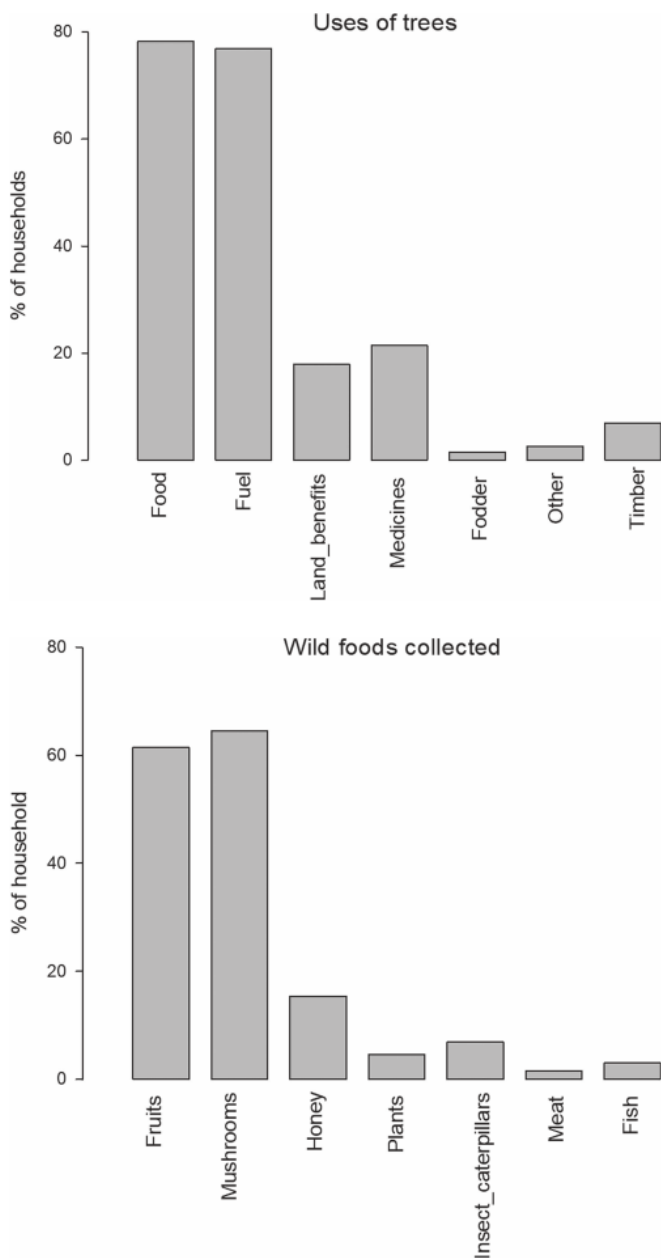 Uses of trees
% of households
80
60
40
20
0
Food
Fuel
Land_benefits
Medicines
Fodder
Other
Timber
Wild foods collected
% of household
80
60
40
20
0
Fruits
Mushrooms
Honey
Plants
Insect_caterpillars
Meat
Fish